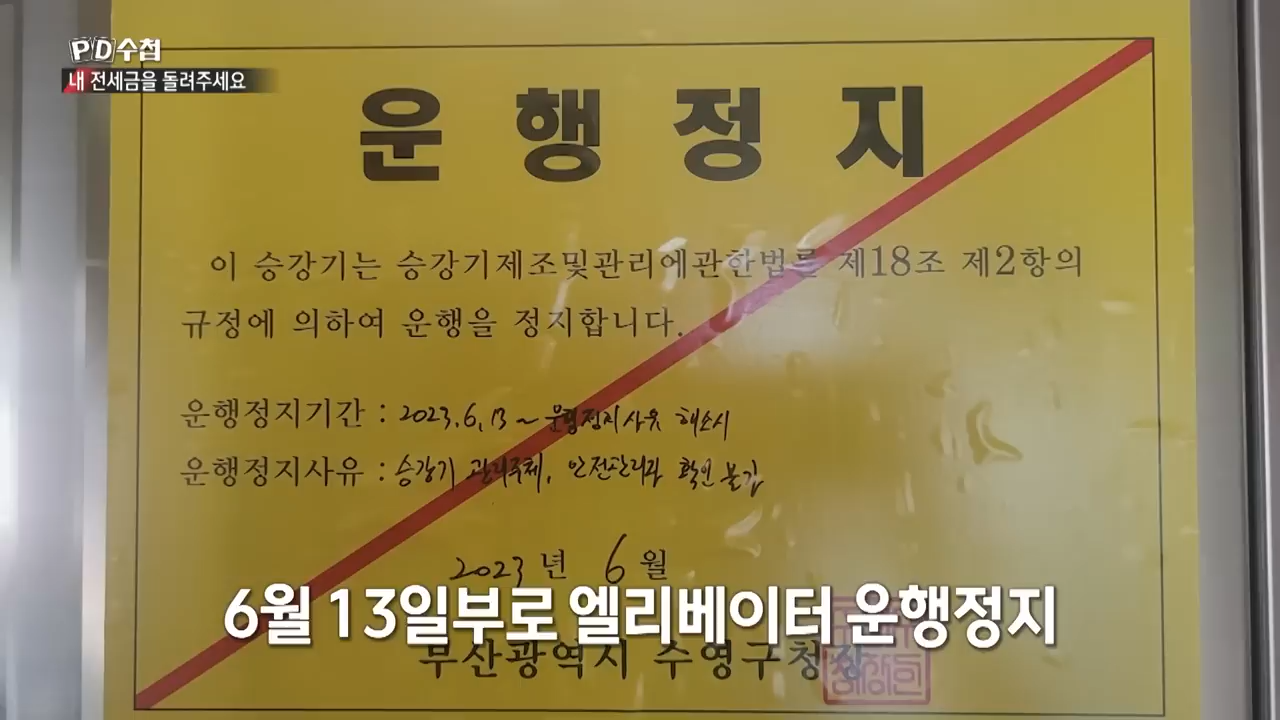 PD수첩
내 전세금을 돌려주세요
운 행 정 지
이 승강기는 승강기제조및관리에관한법률 제18조 제2항의
규정에 의하여 운행을 정지합니다.
운행정지기간 : 2023.6.13 ~ 운행정지사유 해소시
운행정지사유 : 승강기 관리주체, 안전관리자 확인 불가
2023 년 6 월
6월 13일부로 엘리베이터 운행정지
부산광역시 수영구청장